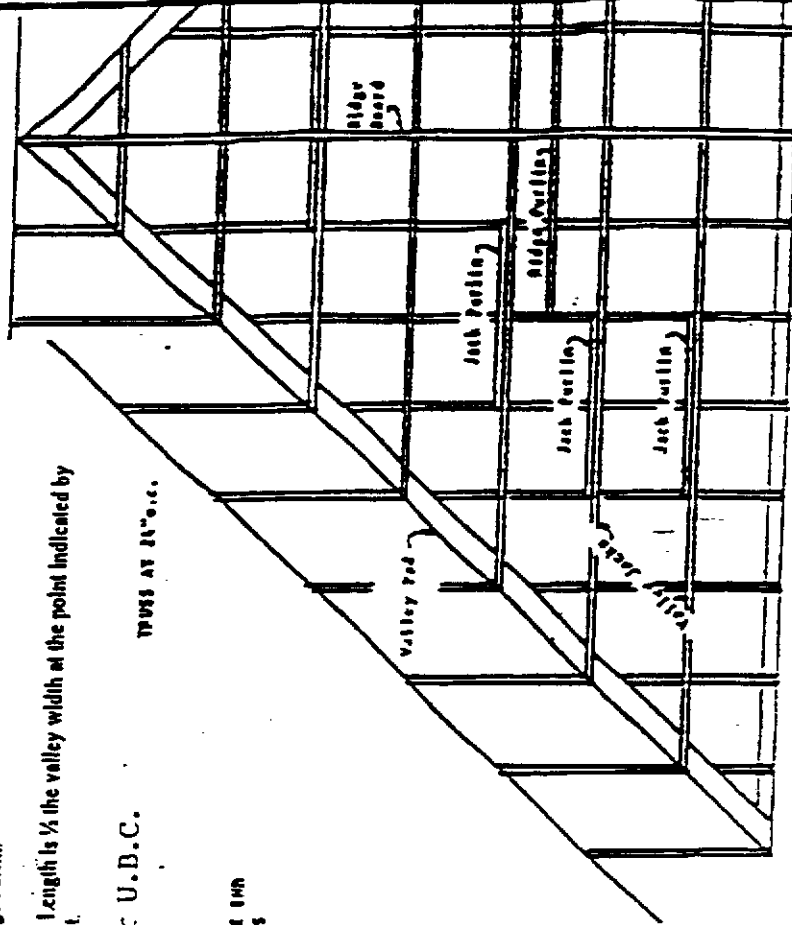 Length is ½ the valley width at the point indicated by
U.B.C.
TRUSS AT 24" o.c.
Valley Pad
Valley Jacks
Jack Purlin
Jack Purlin
Jack Purlin
Ridge Purlin
Ridge Board